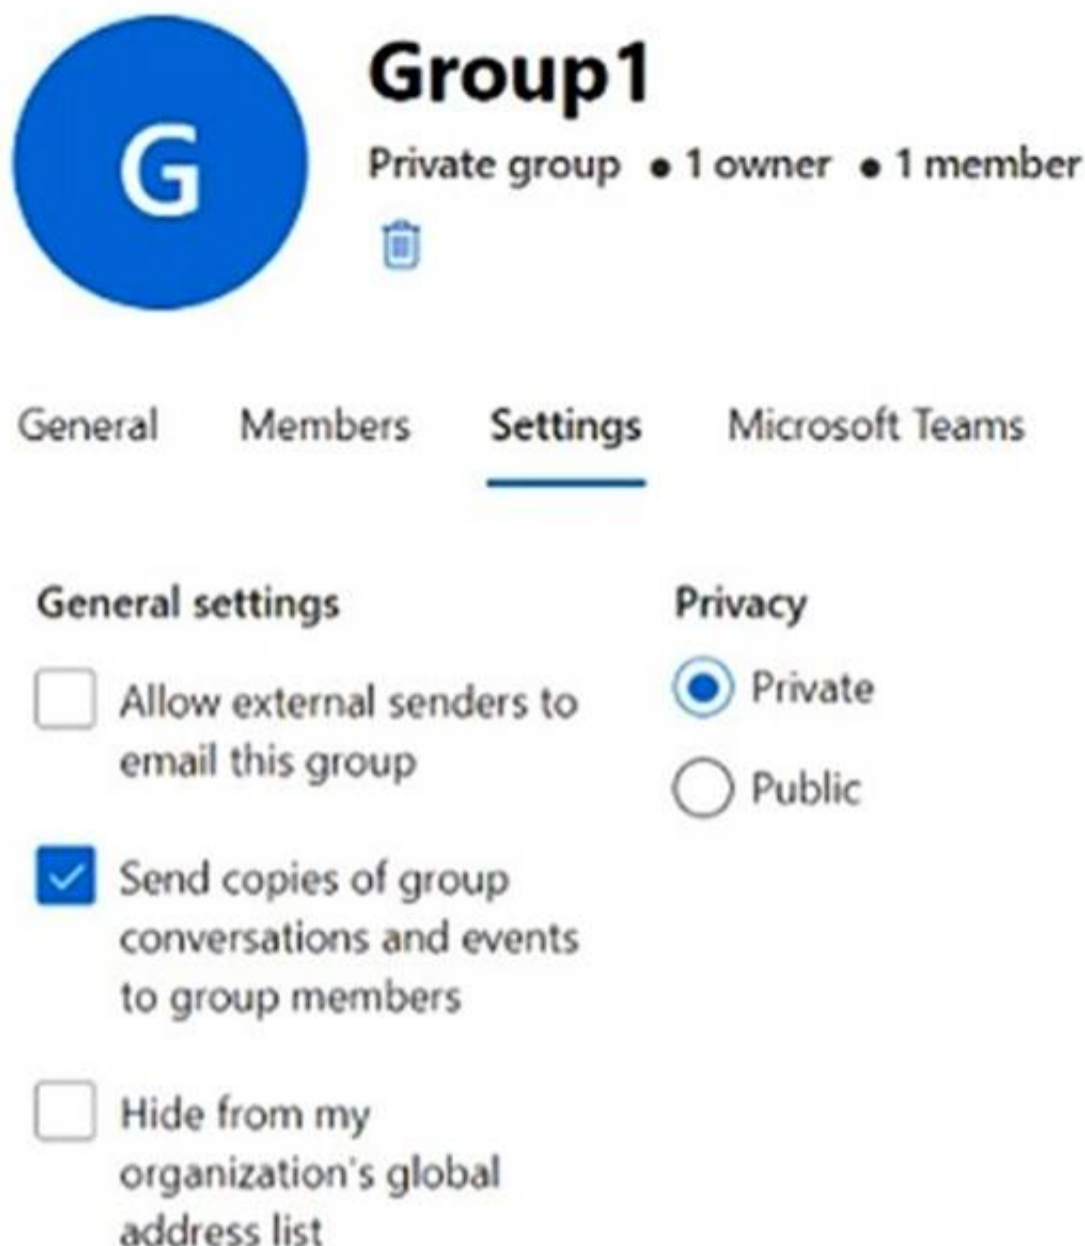 G
Group1
Private group ● 1 owner ● 1 member
General Members Settings Microsoft Teams
General settings
Allow external senders to
email this group
Send copies of group
conversations and events
to group members
Hide from my
organization's global
address list
Privacy
Private
Public